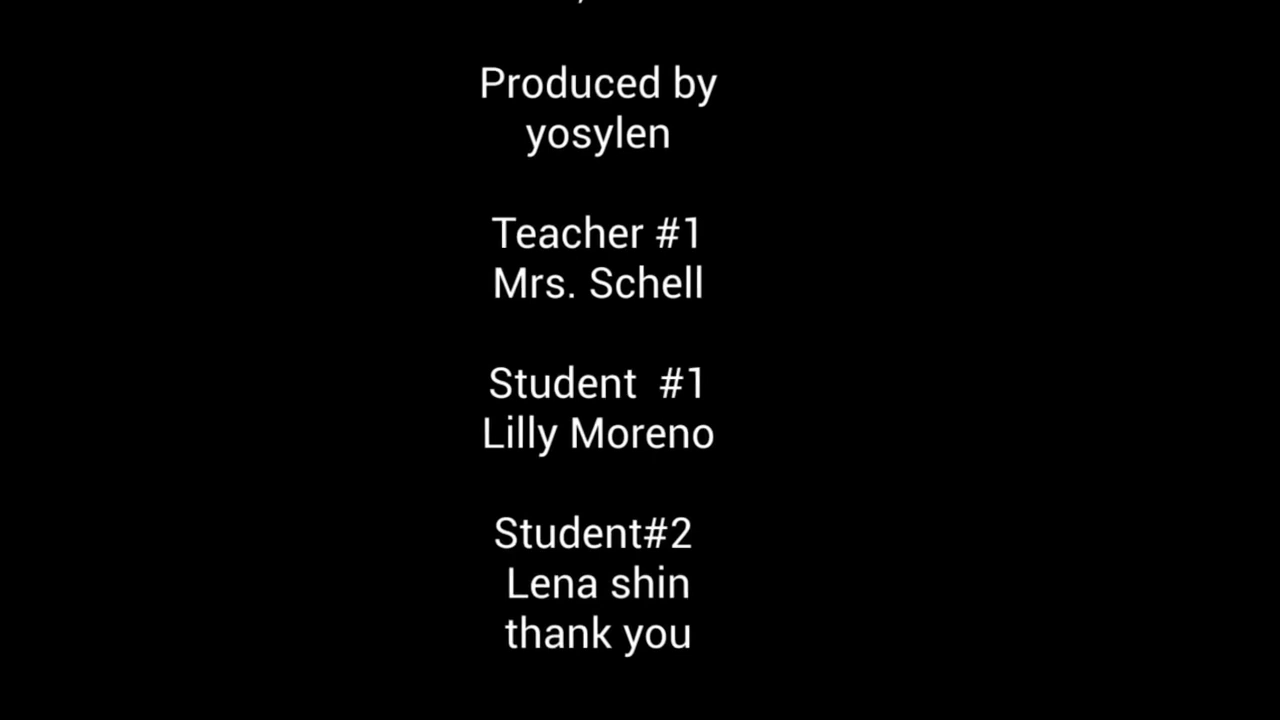 Produced by
yosylen
Teacher #1
Mrs. Schell
Student  #1
Lilly Moreno
Student#2
Lena shin
thank you